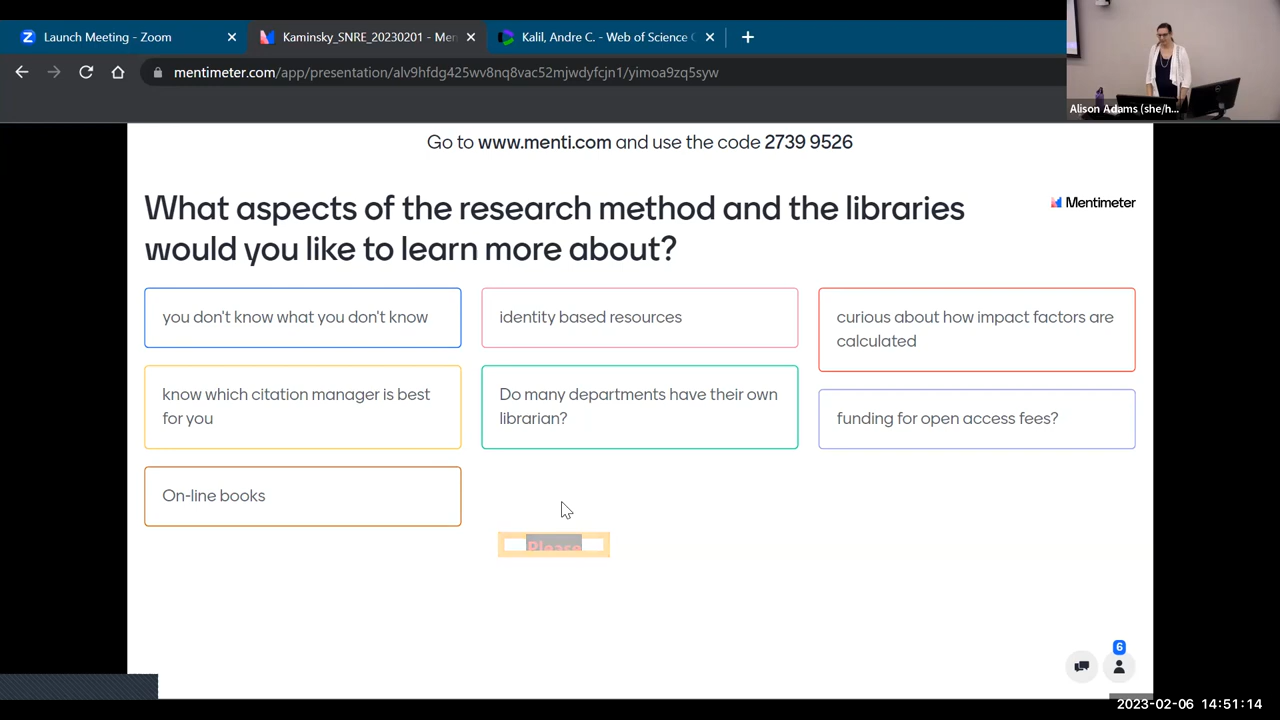 Launch Meeting - Zoom
Kaminsky_SNRE_20230201 - Men
Kalil, Andre C. - Web of Science C
mentimeter.com/app/presentation/alv9hfdg425wv8nq8vac52mjwdyfcjn1/yimoa9zq5syw
Alison Adams (she/h...
Go to www.menti.com and use the code 2739 9526
What aspects of the research method and the libraries
would you like to learn more about?
Mentimeter
you don't know what you don't know
identity based resources
curious about how impact factors are
calculated
know which citation manager is best
for you
Do many departments have their own
librarian?
funding for open access fees?
On-line books
Please
6
2023-02-06 14:51:14